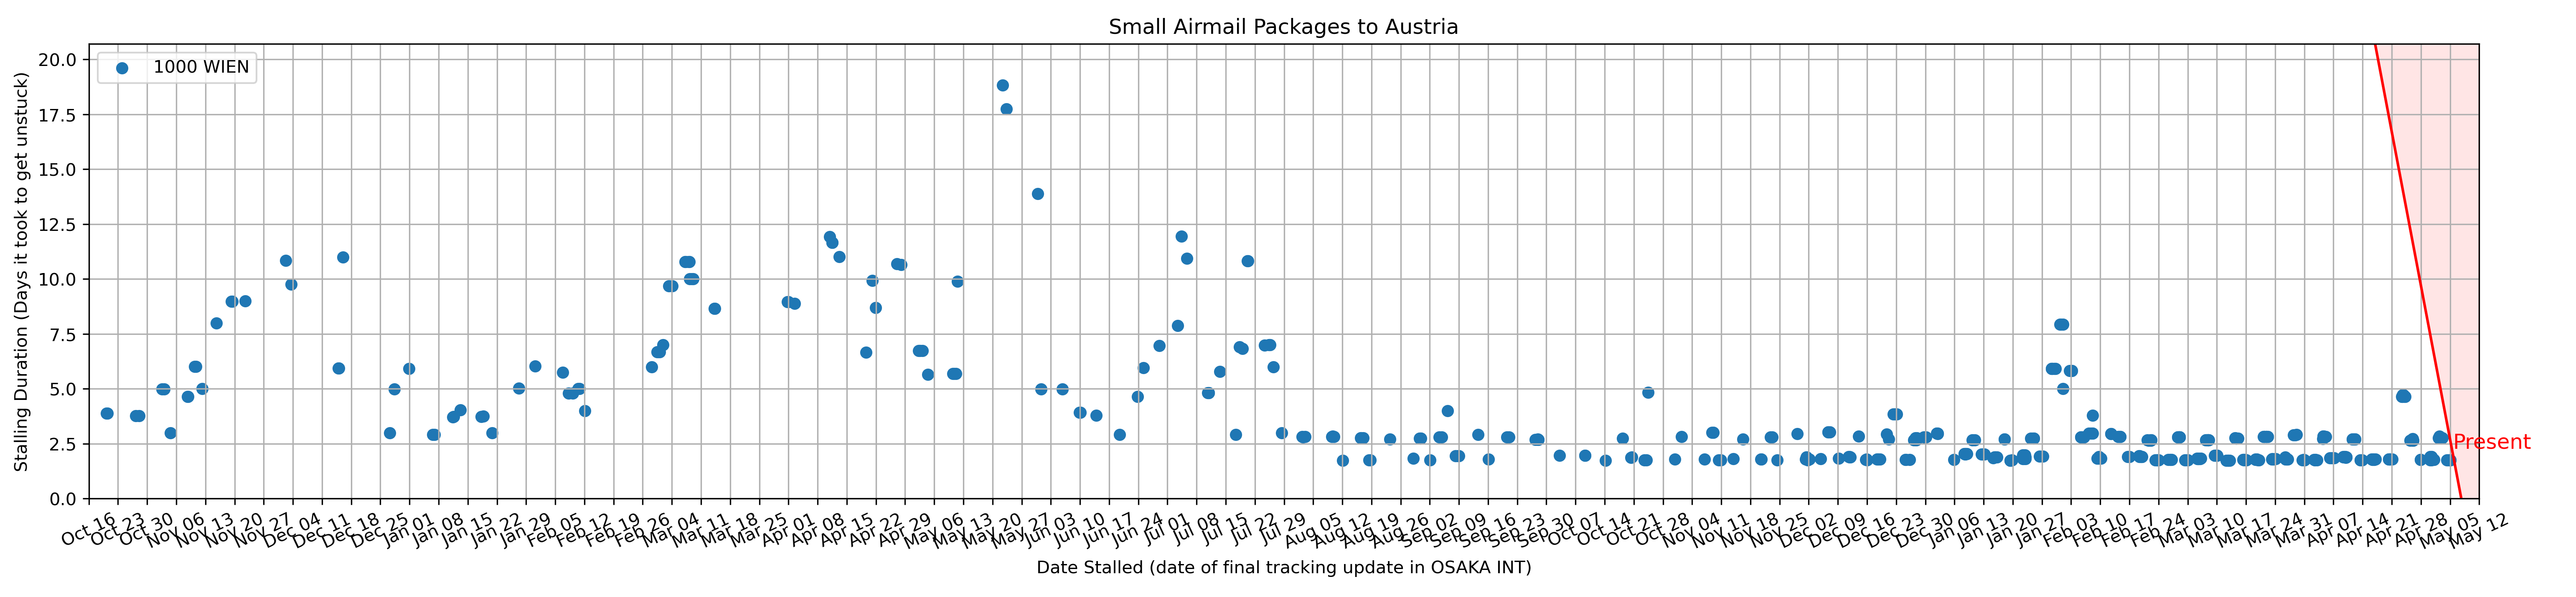 Small Airmail Packages to Austria
1000 WIEN
Stalling Duration (Days it took to get unstuck)
20.0
17.5
15.0
12.5
10.0
7.5
5.0
2.5
0.0
Present
Oct 16
Oct 23
Oct 30
Nov 06
Nov 13
Nov 20
Nov 27
Dec 04
Dec 11
Dec 18
Dec 25
Jan 01
Jan 08
Jan 15
Jan 22
Jan 29
Feb 05
Feb 12
Feb 19
Feb 26
Mar 04
Mar 11
Mar 18
Mar 25
Apr 01
Apr 08
Apr 15
Apr 22
Apr 29
May 06
May 13
May 20
May 27
Jun 03
Jun 10
Jun 17
Jun 24
Jul 01
Jul 08
Jul 15
Jul 22
Jul 29
Aug 05
Aug 12
Aug 19
Aug 26
Sep 02
Sep 09
Sep 16
Sep 23
Sep 30
Oct 07
Oct 14
Oct 21
Oct 28
Nov 04
Nov 11
Nov 18
Nov 25
Dec 02
Dec 09
Dec 16
Dec 23
Dec 30
Jan 06
Jan 13
Jan 20
Jan 27
Feb 03
Feb 10
Feb 17
Feb 24
Mar 03
Mar 10
Mar 17
Mar 24
Mar 31
Apr 07
Apr 14
Apr 21
Apr 28
May 05
May 12
Date Stalled (date of final tracking update in OSAKA INT)